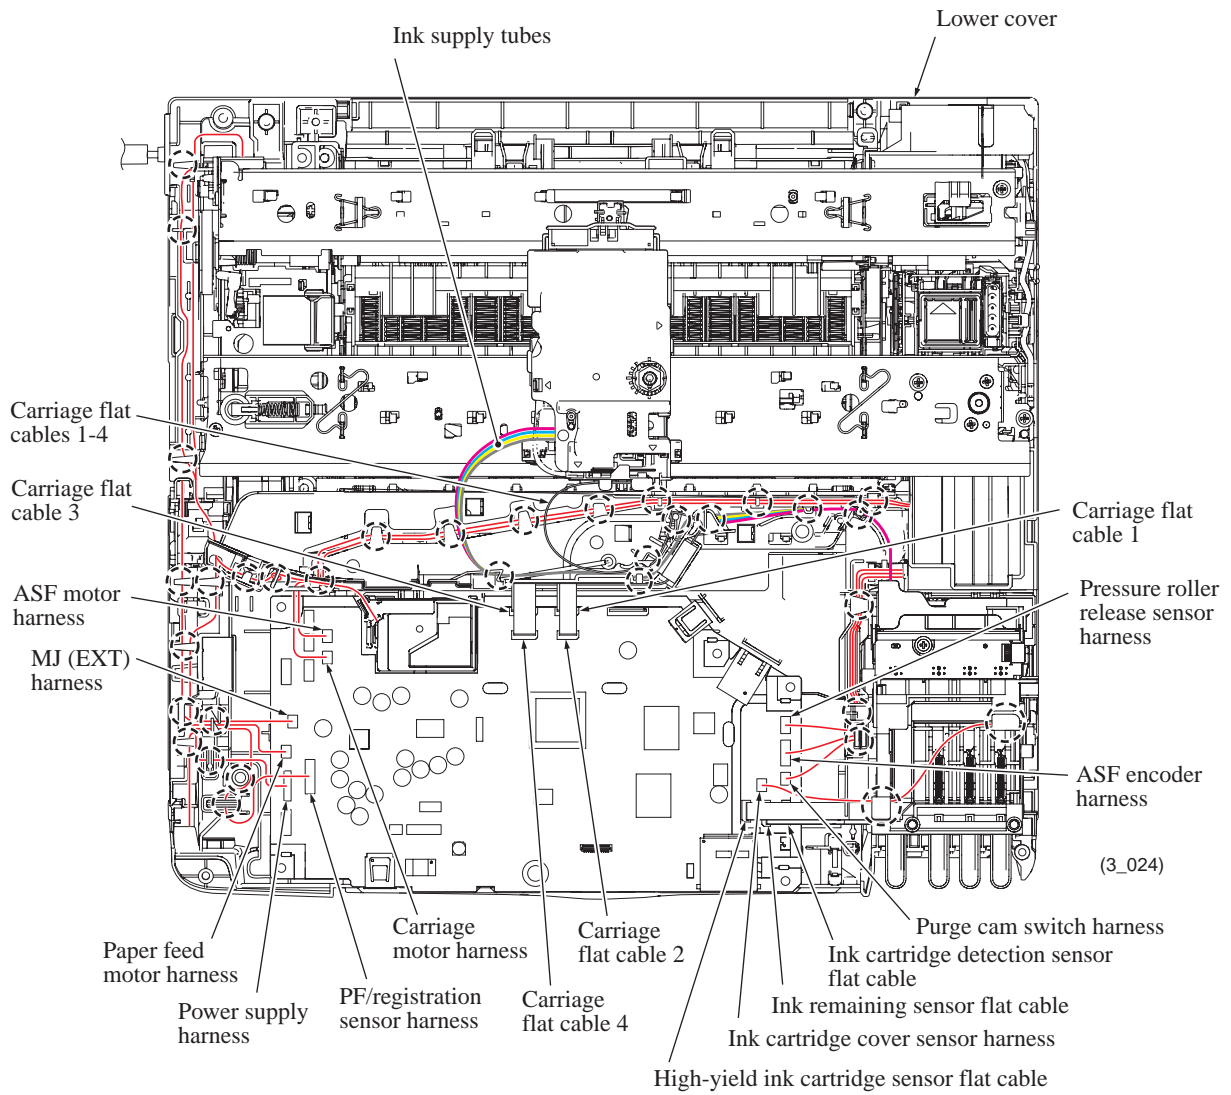 Lower cover
Ink supply tubes
Carriage flat
cables 1-4
Carriage flat
cable 3
Carriage flat
cable 1
ASF motor
harness
Pressure roller
release sensor
harness
MJ (EXT)
harness
ASF encoder
harness
(3_024)
Carriage
motor harness
Carriage
flat cable 2
Purge cam switch harness
Paper feed
motor harness
Ink cartridge detection sensor
flat cable
PF/registration
sensor harness
Carriage
flat cable 4
Power supply
harness
Ink remaining sensor flat cable
Ink cartridge cover sensor harness
High-yield ink cartridge sensor flat cable